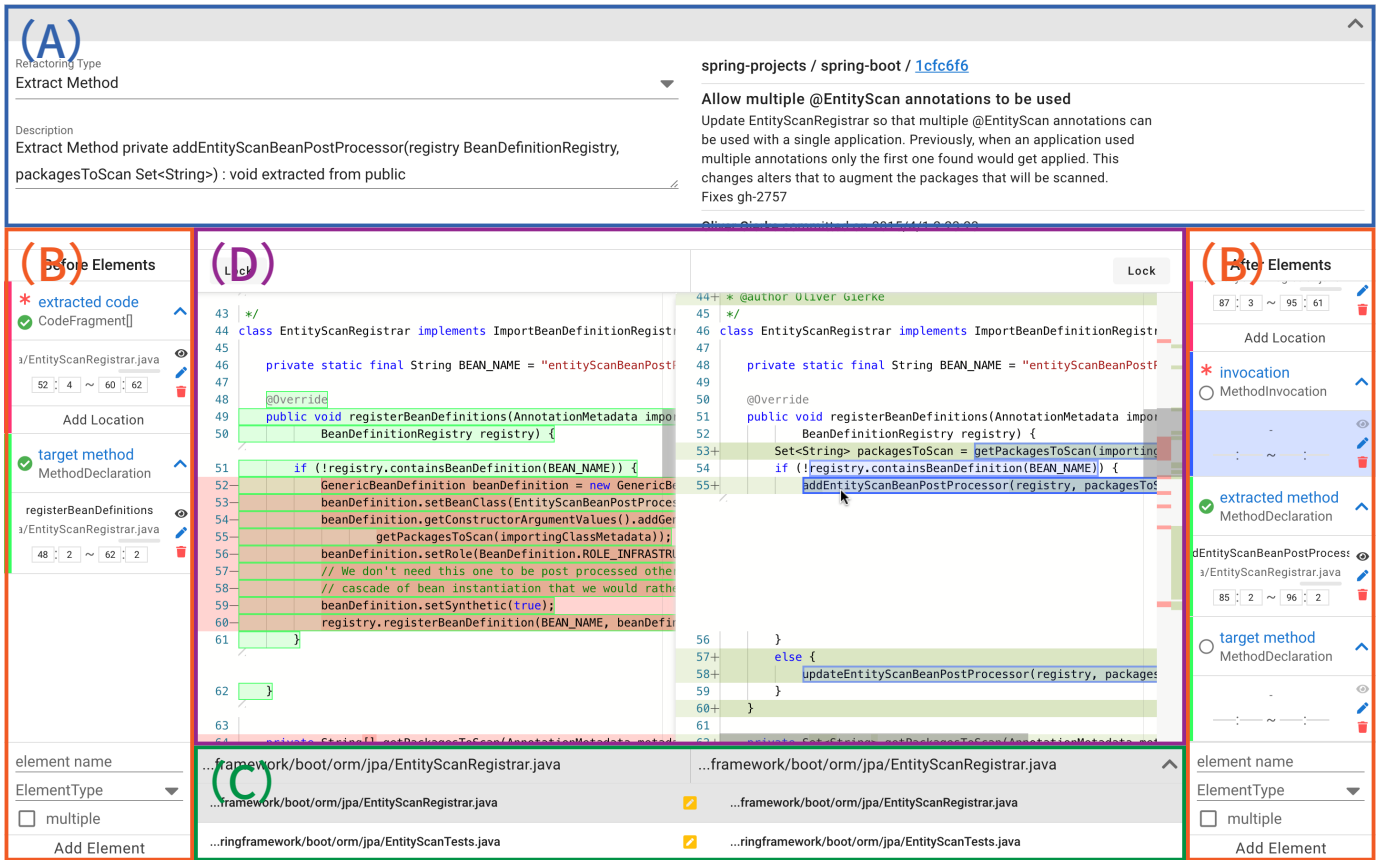 (A)
Refactoring Type
Extract Method
Description
Extract Method private addEntityScanBeanPostProcessor(registry BeanDefinitionRegistry,
packagesToScan Set<String>) : void extracted from public
spring-projects / spring-boot / 1cfc6f6
Allow multiple @EntityScan annotations to be used
Update EntityScanRegistrar so that multiple @EntityScan annotations can
be used with a single application. Previously, when an application used
multiple annotations only the first one found would get applied. This
changes alters that to augment the packages that will be scanned.
Fixes gh-2757
(B)
Before Elements
* extracted code
CodeFragment[]
ı/EntityScanRegistrar.java
52 : 4 ~ 60 : 62
Add Location
target method
MethodDeclaration
registerBeanDefinitions
ı/EntityScanRegistrar.java
48 : 2 ~ 62 : 2
element name
ElementType
multiple
Add Element
(D)
Lock
Lock
43 */
44 class EntityScanRegistrar implements ImportBeanDefinitionRegistr
45
46 private static final String BEAN_NAME = "entityScanBeanPostP
47
48 @Override
49 public void registerBeanDefinitions(AnnotationMetadata impor
50 BeanDefinitionRegistry registry) {
51 if (!registry.containsBeanDefinition(BEAN_NAME)) {
52– GenericBeanDefinition beanDefinition = new GenericBe
53– beanDefinition.setBeanClass(EntityScanBeanPostProces
54– beanDefinition.getConstructorArgumentValues().addGen
55– getPackagesToScan(importingClassMetadata));
56– beanDefinition.setRole(BeanDefinition.ROLE_INFRASTRU
57– // We don't need this one to be post processed other
58– // cascade of bean instantiation that we would rathe
59– beanDefinition.setSynthetic(true);
60– registry.registerBeanDefinition(BEAN_NAME, beanDefin
61 }
62 }
63
64– private String[] getPackagesToScan(AnnotationMetadata metad
44+ * @author Oliver Gierke
45 */
46 class EntityScanRegistrar implements ImportBeanDefinitionRegistr
47
48 private static final String BEAN_NAME = "entityScanBeanPostP
49
50 @Override
51 public void registerBeanDefinitions(AnnotationMetadata impor
52 BeanDefinitionRegistry registry) {
53+ Set<String> packagesToScan = getPackagesToScan(importing
54 if (!registry.containsBeanDefinition(BEAN_NAME)) {
55+ addEntityScanBeanPostProcessor(registry, packagesToS
56 }
57+ else {
58+ updateEntityScanBeanPostProcessor(registry, packages
59 }
60+ }
61
(B)
After Elements
87 : 3 ~ 95 : 61
Add Location
* invocation
MethodInvocation
-
: ~ :
extracted method
MethodDeclaration
dEntityScanBeanPostProcess
ı/EntityScanRegistrar.java
85 : 2 ~ 96 : 2
target method
MethodDeclaration
-
: ~ :
element name
ElementType
multiple
Add Element
(C)
...framework/boot/orm/jpa/EntityScanRegistrar.java
...framework/boot/orm/jpa/EntityScanRegistrar.java
...framework/boot/orm/jpa/EntityScanRegistrar.java
...framework/boot/orm/jpa/EntityScanRegistrar.java
...ringframework/boot/orm/jpa/EntityScanTests.java
...ringframework/boot/orm/jpa/EntityScanTests.java